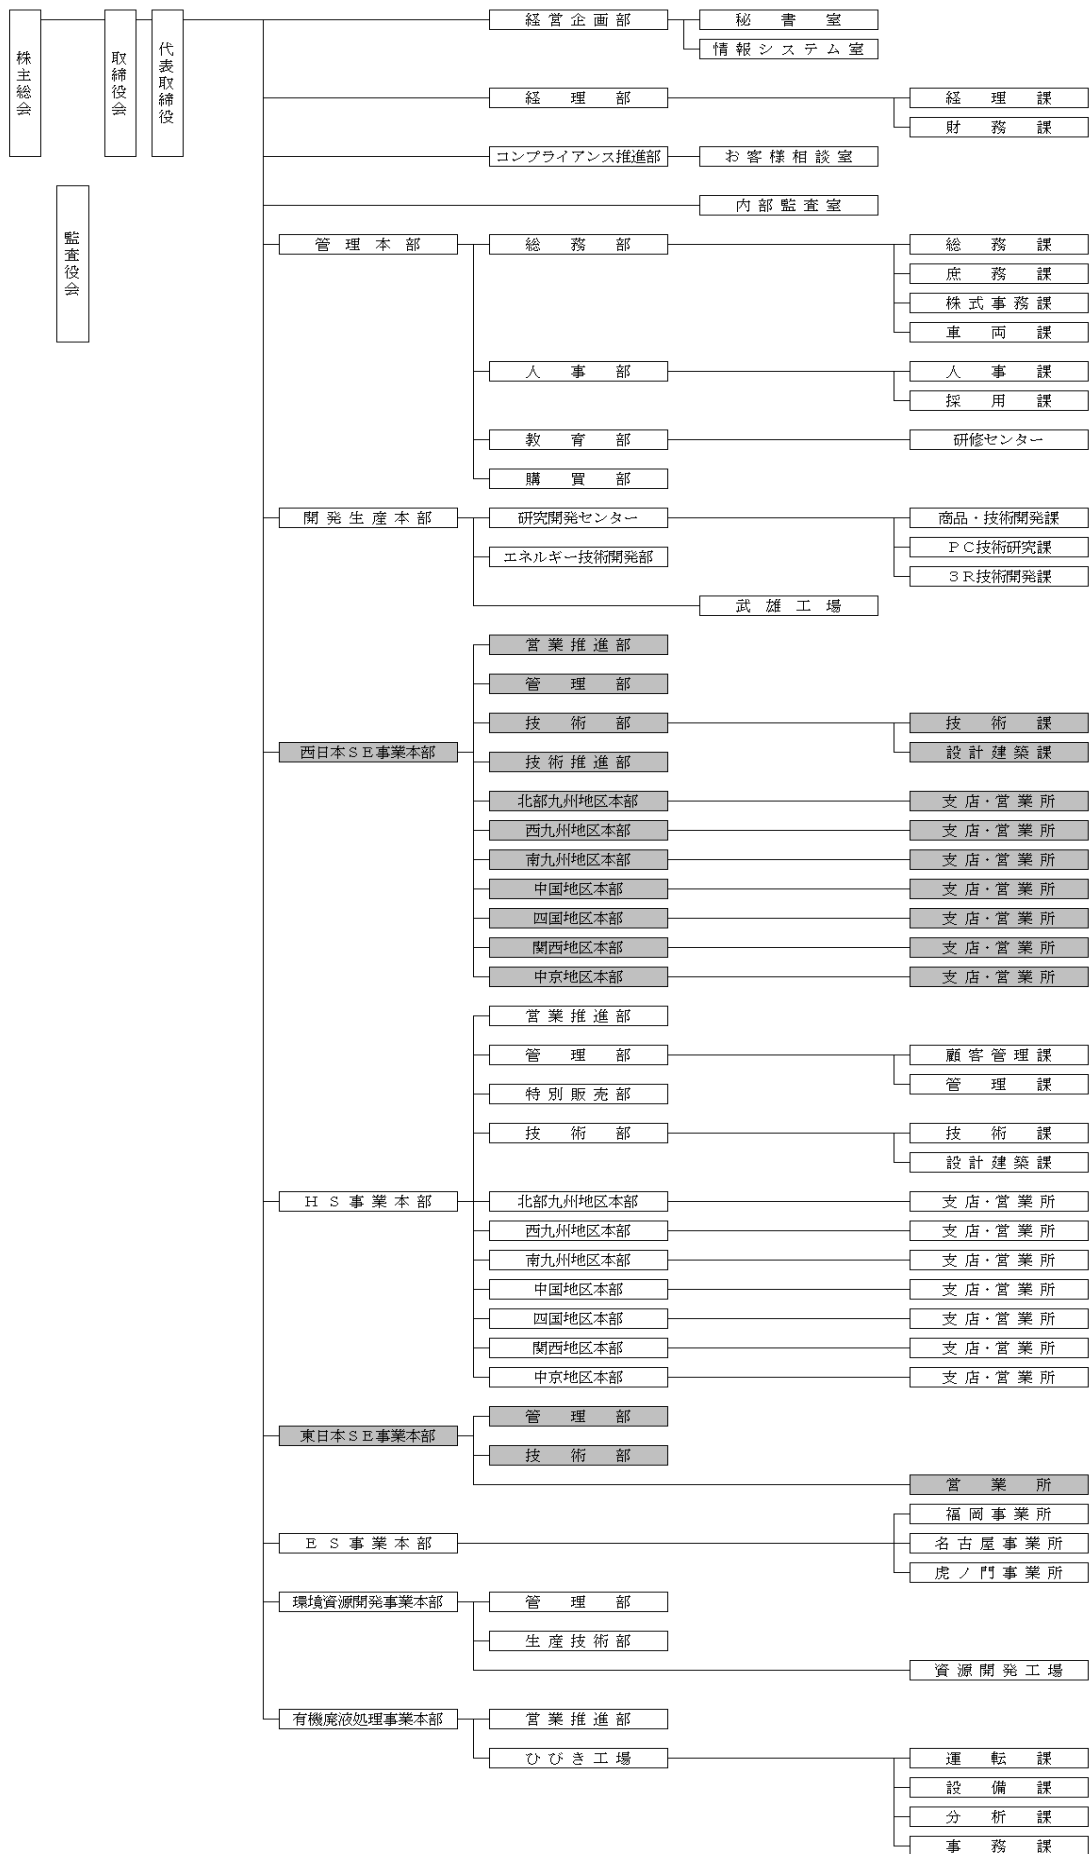 株主総会
取締役会
代表取締役
監査役会
経営企画部
秘書室
情報システム室
経理部
経理課
財務課
コンプライアンス推進部
お客様相談室
内部監査室
管理本部
総務部
総務課
庶務課
株式事務課
車両課
人事部
人事課
採用課
教育部
研修センター
購買部
開発生産本部
研究開発センター
商品・技術開発課
PC技術研究課
エネルギー技術開発部
3R技術開発課
武雄工場
西日本SE事業本部
営業推進部
管理部
技術部
技術課
設計建築課
技術推進部
北部九州地区本部
支店・営業所
西九州地区本部
支店・営業所
南九州地区本部
支店・営業所
中国地区本部
支店・営業所
四国地区本部
支店・営業所
関西地区本部
支店・営業所
中京地区本部
支店・営業所
HS事業本部
営業推進部
管理部
顧客管理課
管理課
特別販売部
技術部
技術課
設計建築課
北部九州地区本部
支店・営業所
西九州地区本部
支店・営業所
南九州地区本部
支店・営業所
中国地区本部
支店・営業所
四国地区本部
支店・営業所
関西地区本部
支店・営業所
中京地区本部
支店・営業所
東日本SE事業本部
管理部
技術部
営業所
ES事業本部
福岡事業所
名古屋事業所
虎ノ門事業所
環境資源開発事業本部
管理部
生産技術部
資源開発工場
有機廃液処理事業本部
営業推進部
ひびき工場
運転課
設備課
分析課
事務課